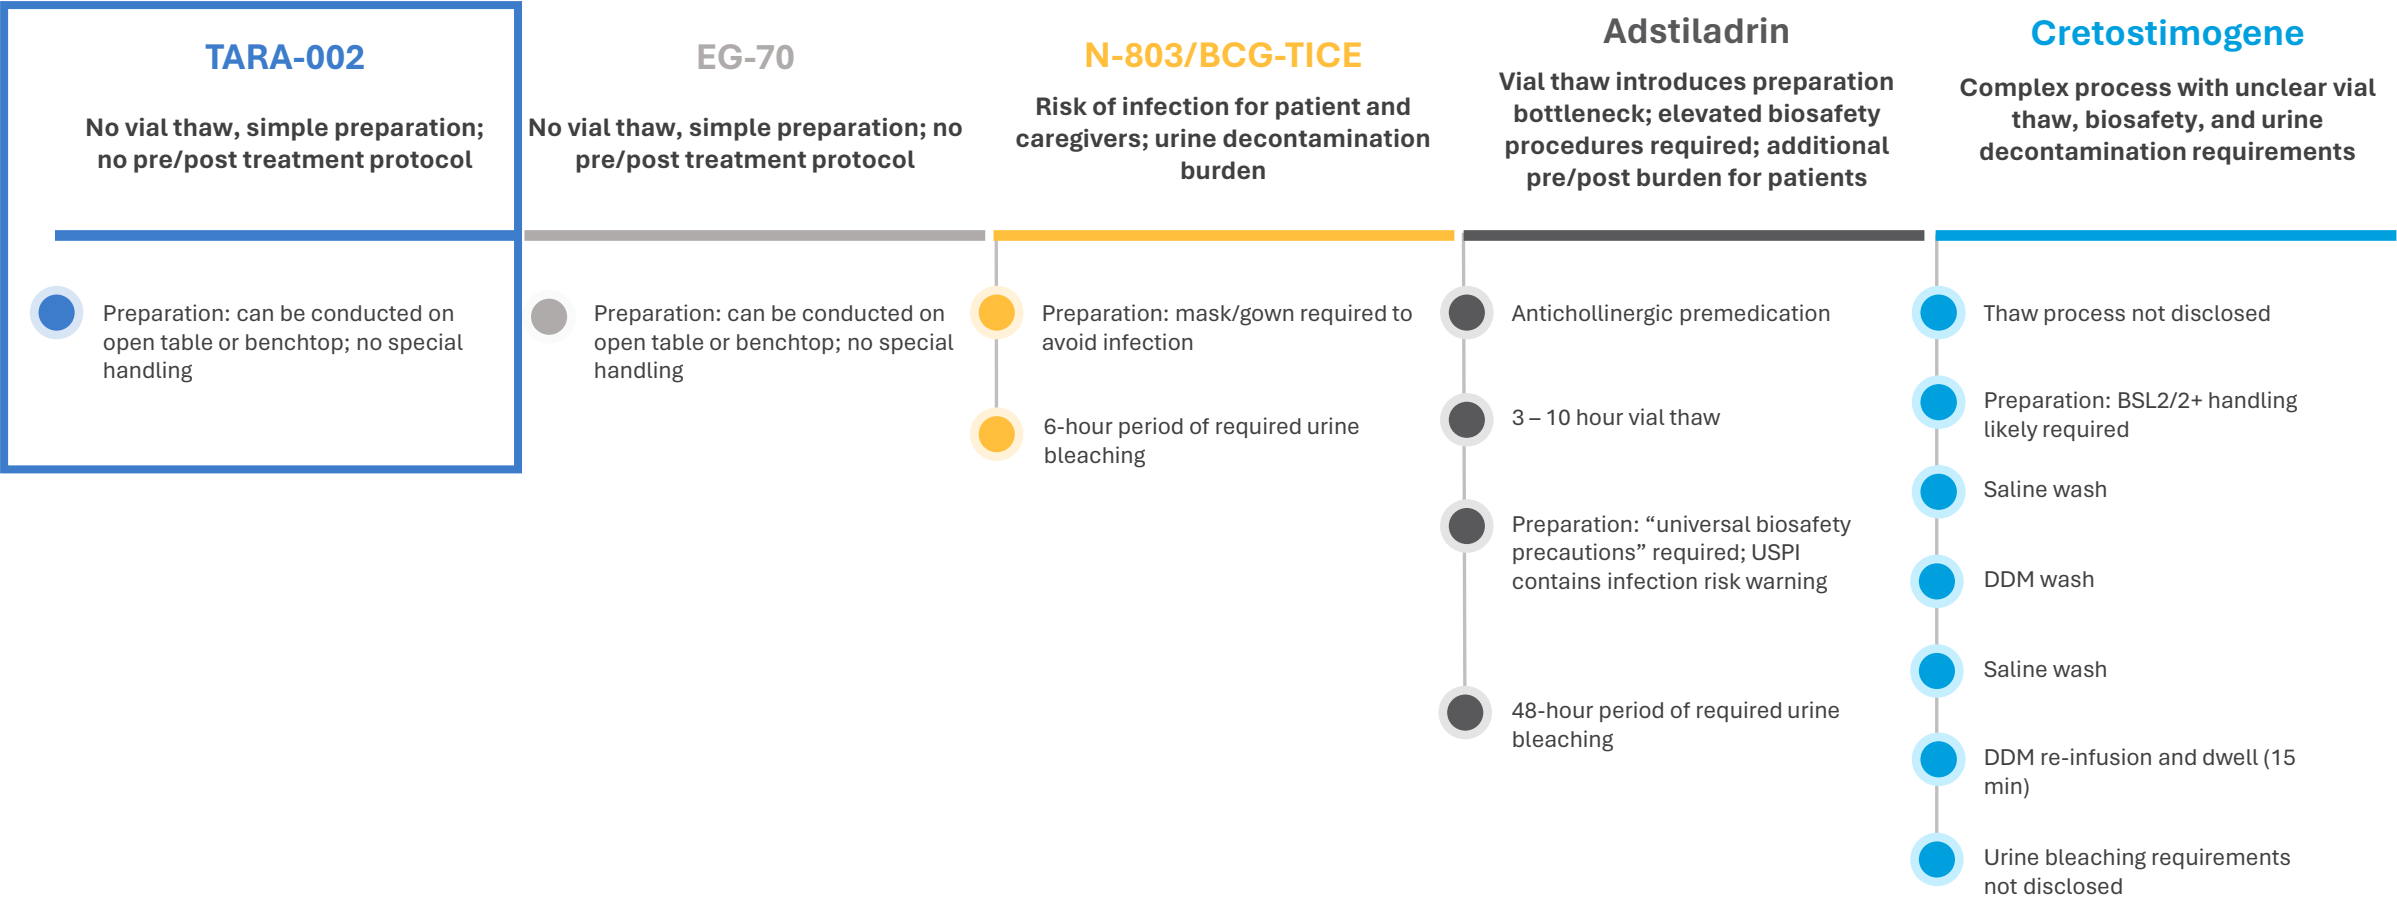 TARA-002
No vial thaw, simple preparation;
no pre/post treatment protocol
Preparation: can be conducted on
open table or benchtop; no special
handling
EG-70
No vial thaw, simple preparation; no
pre/post treatment protocol
Preparation: can be conducted on
open table or benchtop; no special
handling
N-803/BCG-TICE
Risk of infection for patient and
caregivers; urine decontamination
burden
Preparation: mask/gown required to
avoid infection
6-hour period of required urine
bleaching
Adstiladrin
Vial thaw introduces preparation
bottleneck; elevated biosafety
procedures required; additional
pre/post burden for patients
Antichollinergic premedication
3 – 10 hour vial thaw
Preparation: “universal biosafety
precautions” required; USPI
contains infection risk warning
48-hour period of required urine
bleaching
Cretostimogene
Complex process with unclear vial
thaw, biosafety, and urine
decontamination requirements
Thaw process not disclosed
Preparation: BSL2/2+ handling
likely required
Saline wash
DDM wash
Saline wash
DDM re-infusion and dwell (15
min)
Urine bleaching requirements
not disclosed